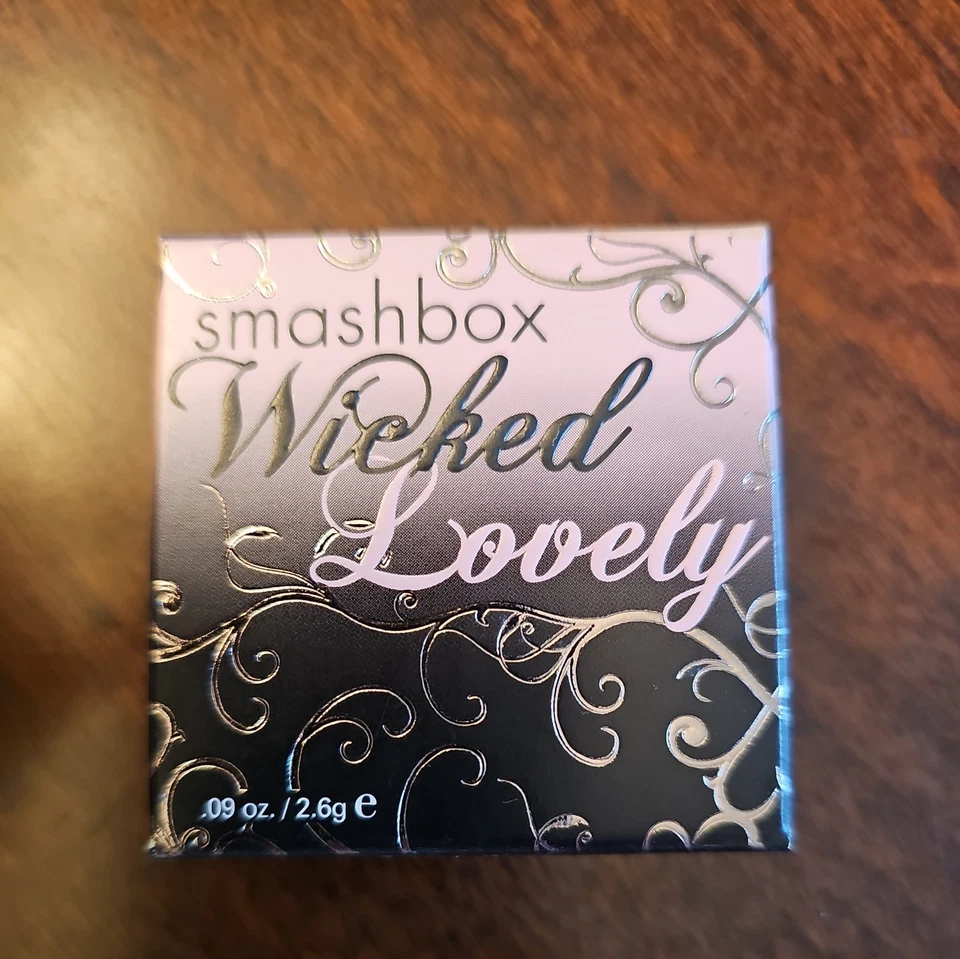 smashbox
Wicked
Lovely
.09 oz. / 2.6g e